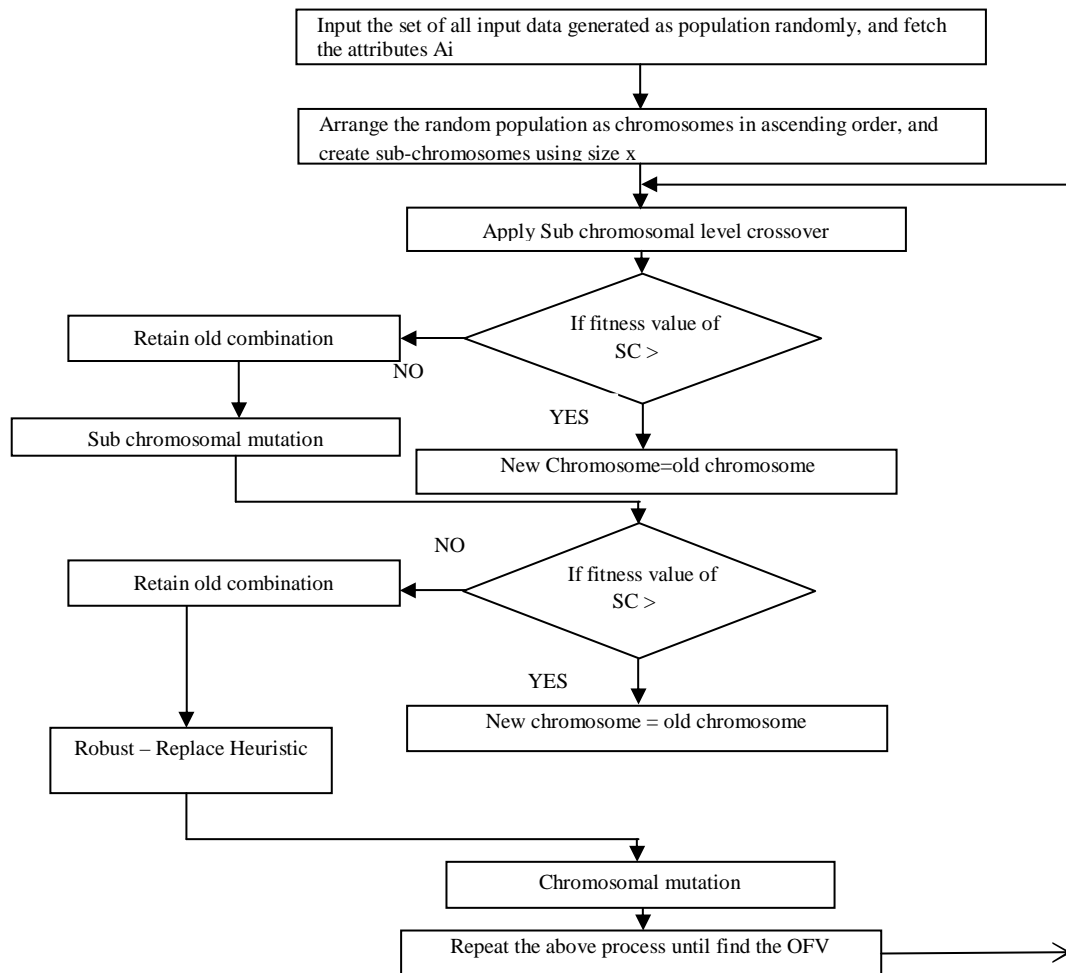 Input the set of all input data generated as population randomly, and fetch
the attributes Ai
Arrange the random population as chromosomes in ascending order, and
create sub-chromosomes using size x
Apply Sub chromosomal level crossover
If fitness value of
SC >
Retain old combination
NO
YES
Sub chromosomal mutation
New Chromosome=old chromosome
NO
If fitness value of
SC >
Retain old combination
YES
New chromosome = old chromosome
Robust – Replace Heuristic
Chromosomal mutation
Repeat the above process until find the OFV